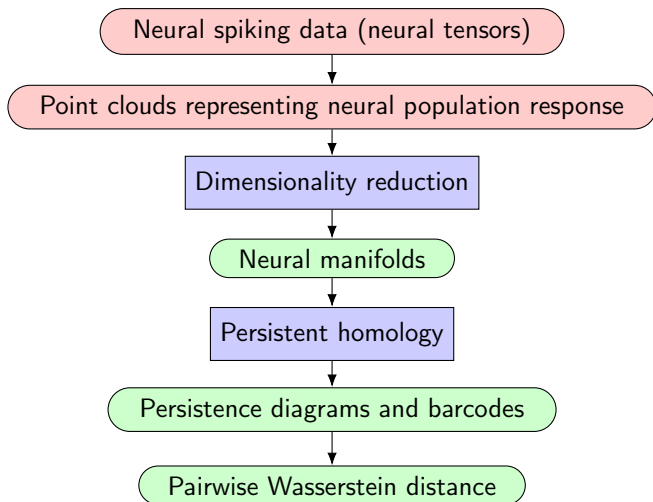 Neural spiking data (neural tensors)
Point clouds representing neural population response
Dimensionality reduction
Neural manifolds
Persistent homology
Persistence diagrams and barcodes
Pairwise Wasserstein distance